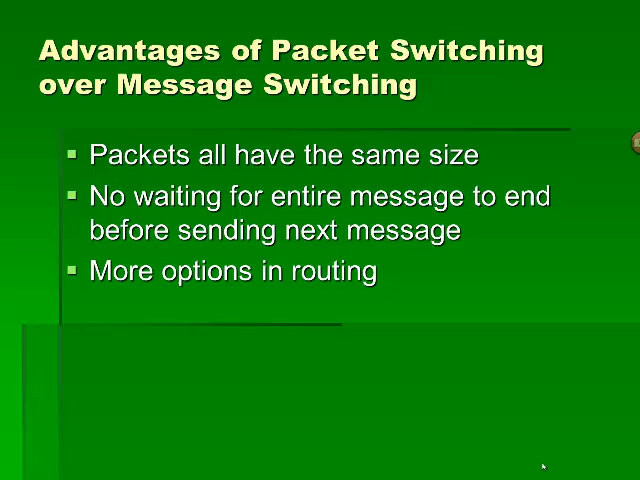 Advantages of Packet Switching
over Message Switching
Packets all have the same size
No waiting for entire message to end
before sending next message
More options in routing